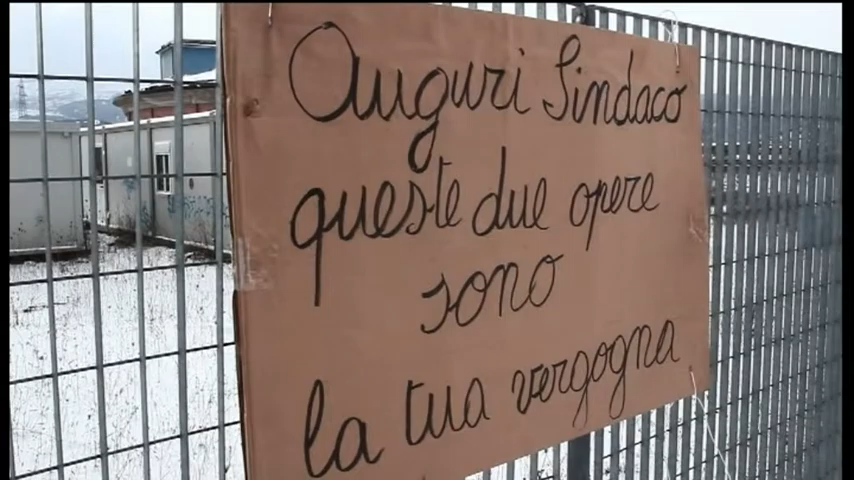 Auguri Sindaco
queste due opere
sono
la tua vergogna